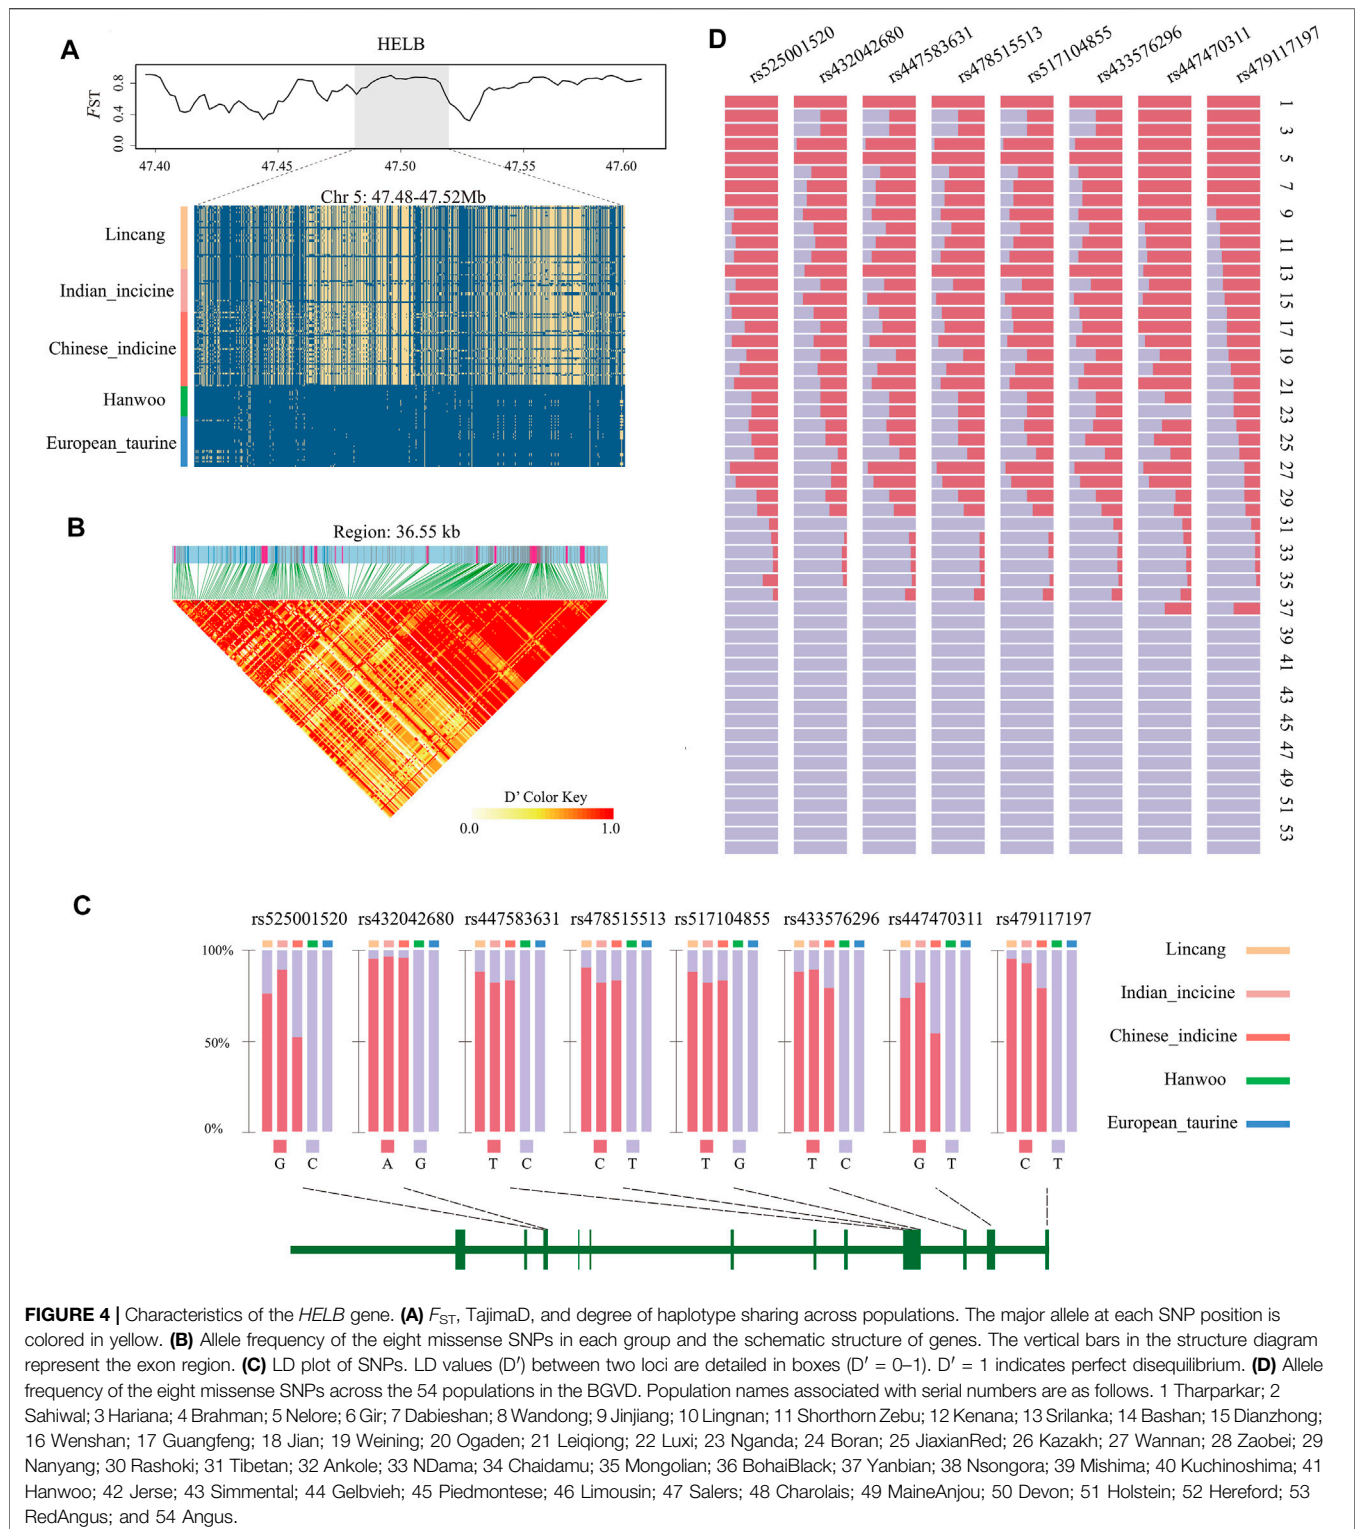 A
HELB
FST
0.0 0.4 0.8
47.40 47.45 47.50 47.55 47.60
Chr 5: 47.48-47.52Mb
Lincang
Indian_incicine
Chinese_indicine
Hanwoo
European_taurine
B
Region: 36.55 kb
D' Color Key
0.0 1.0
D
rs525001520 rs432042680 rs447583631 rs478515513 rs517104855 rs433576296 rs447470311 rs479117197
1
3
5
7
9
11
13
15
17
19
21
23
25
27
29
31
33
35
37
39
41
43
45
47
49
51
53
C
rs525001520 rs432042680 rs447583631 rs478515513 rs517104855 rs433576296 rs447470311 rs479117197
100%
50%
0%
G C A G T C C T T G T C G T C T
Lincang
Indian_incicine
Chinese_indicine
Hanwoo
European_taurine
FIGURE 4 | Characteristics of the HELB gene. (A) FST, TajimaD, and degree of haplotype sharing across populations. The major allele at each SNP position is
colored in yellow. (B) Allele frequency of the eight missense SNPs in each group and the schematic structure of genes. The vertical bars in the structure diagram
represent the exon region. (C) LD plot of SNPs. LD values (D′) between two loci are detailed in boxes (D′ = 0–1). D′ = 1 indicates perfect disequilibrium. (D) Allele
frequency of the eight missense SNPs across the 54 populations in the BGVD. Population names associated with serial numbers are as follows. 1 Tharparkar; 2
Sahiwal; 3 Hariana; 4 Brahman; 5 Nelore; 6 Gir; 7 Dabieshan; 8 Wandong; 9 Jinjiang; 10 Lingnan; 11 Shorthorn Zebu; 12 Kenana; 13 Srilanka; 14 Bashan; 15 Dianzhong;
16 Wenshan; 17 Guangfeng; 18 Jian; 19 Weining; 20 Ogaden; 21 Leiqiong; 22 Luxi; 23 Nganda; 24 Boran; 25 JiaxianRed; 26 Kazakh; 27 Wannan; 28 Zaobei; 29
Nanyang; 30 Rashoki; 31 Tibetan; 32 Ankole; 33 NDama; 34 Chaidamu; 35 Mongolian; 36 BohaiBlack; 37 Yanbian; 38 Nsongora; 39 Mishima; 40 Kuchinoshima; 41
Hanwoo; 42 Jerse; 43 Simmental; 44 Gelbvieh; 45 Piedmontese; 46 Limousin; 47 Salers; 48 Charolais; 49 MaineAnjou; 50 Devon; 51 Holstein; 52 Hereford; 53
RedAngus; and 54 Angus.